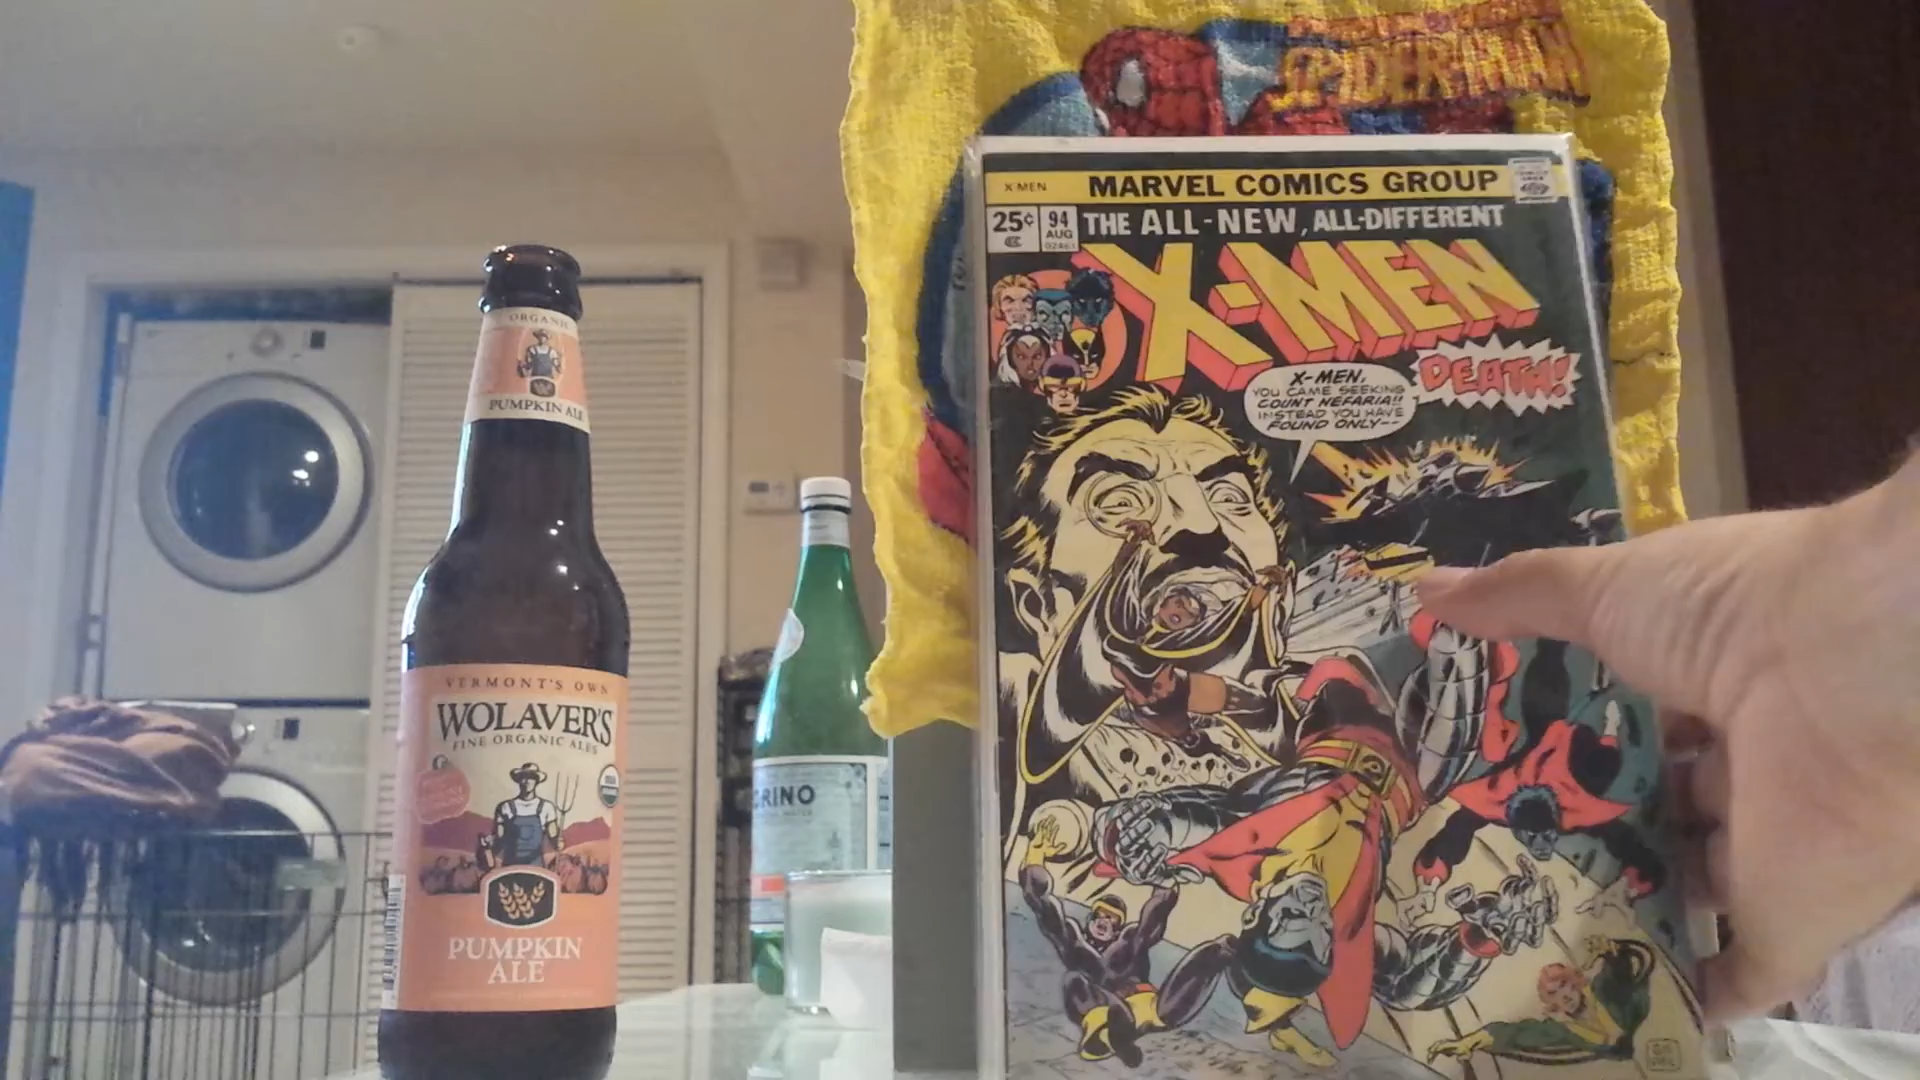 ORGANIC
PUMPKIN ALE
VERMONT'S OWN
WOLAVER'S
FINE ORGANIC ALES
PUMPKIN
ALE
RINO
SPIDER-MAN
X-MEN
MARVEL COMICS GROUP
25¢
94
AUG
02461
THE ALL-NEW, ALL-DIFFERENT
X-MEN
X-MEN,
YOU CAME SEEKING
COUNT NEFARIA!!
INSTEAD YOU HAVE
FOUND ONLY--
DEATH!